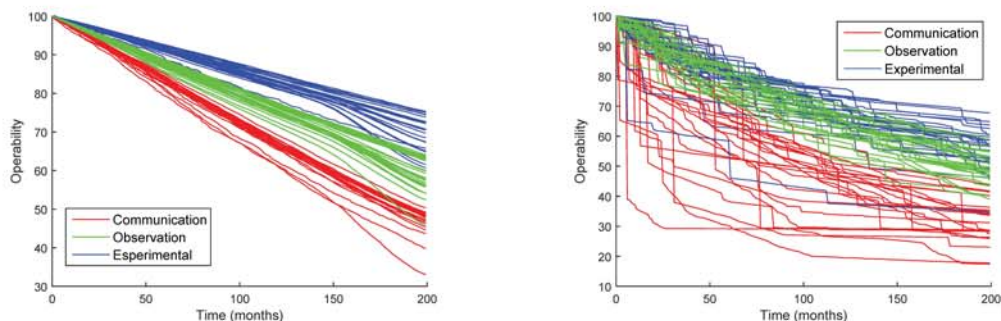 100
90
80
70
60
50
40
30
Operability
0
50
100
150
200
Time (months)
Communication
Observation
Esperimental
100
90
80
70
60
50
40
30
20
10
Operability
0
50
100
150
200
Time (months)
Communication
Observation
Experimental